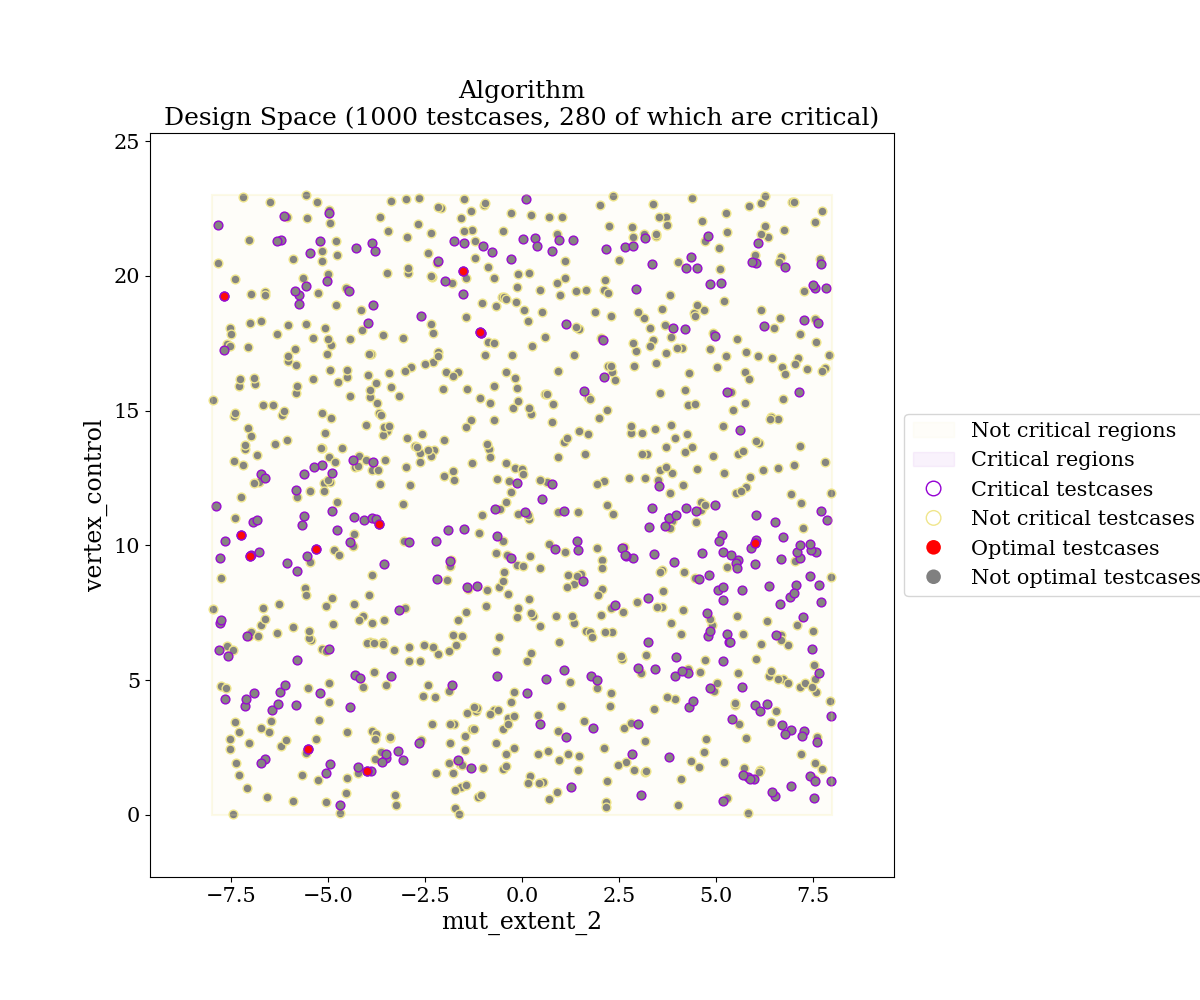 Algorithm
Design Space (1000 testcases, 280 of which are critical)
25
20
15
10
5
0
vertex_control
−7.5
−5.0
−2.5
0.0
2.5
5.0
7.5
mut_extent_2
Not critical regions
Critical regions
Critical testcases
Not critical testcases
Optimal testcases
Not optimal testcases